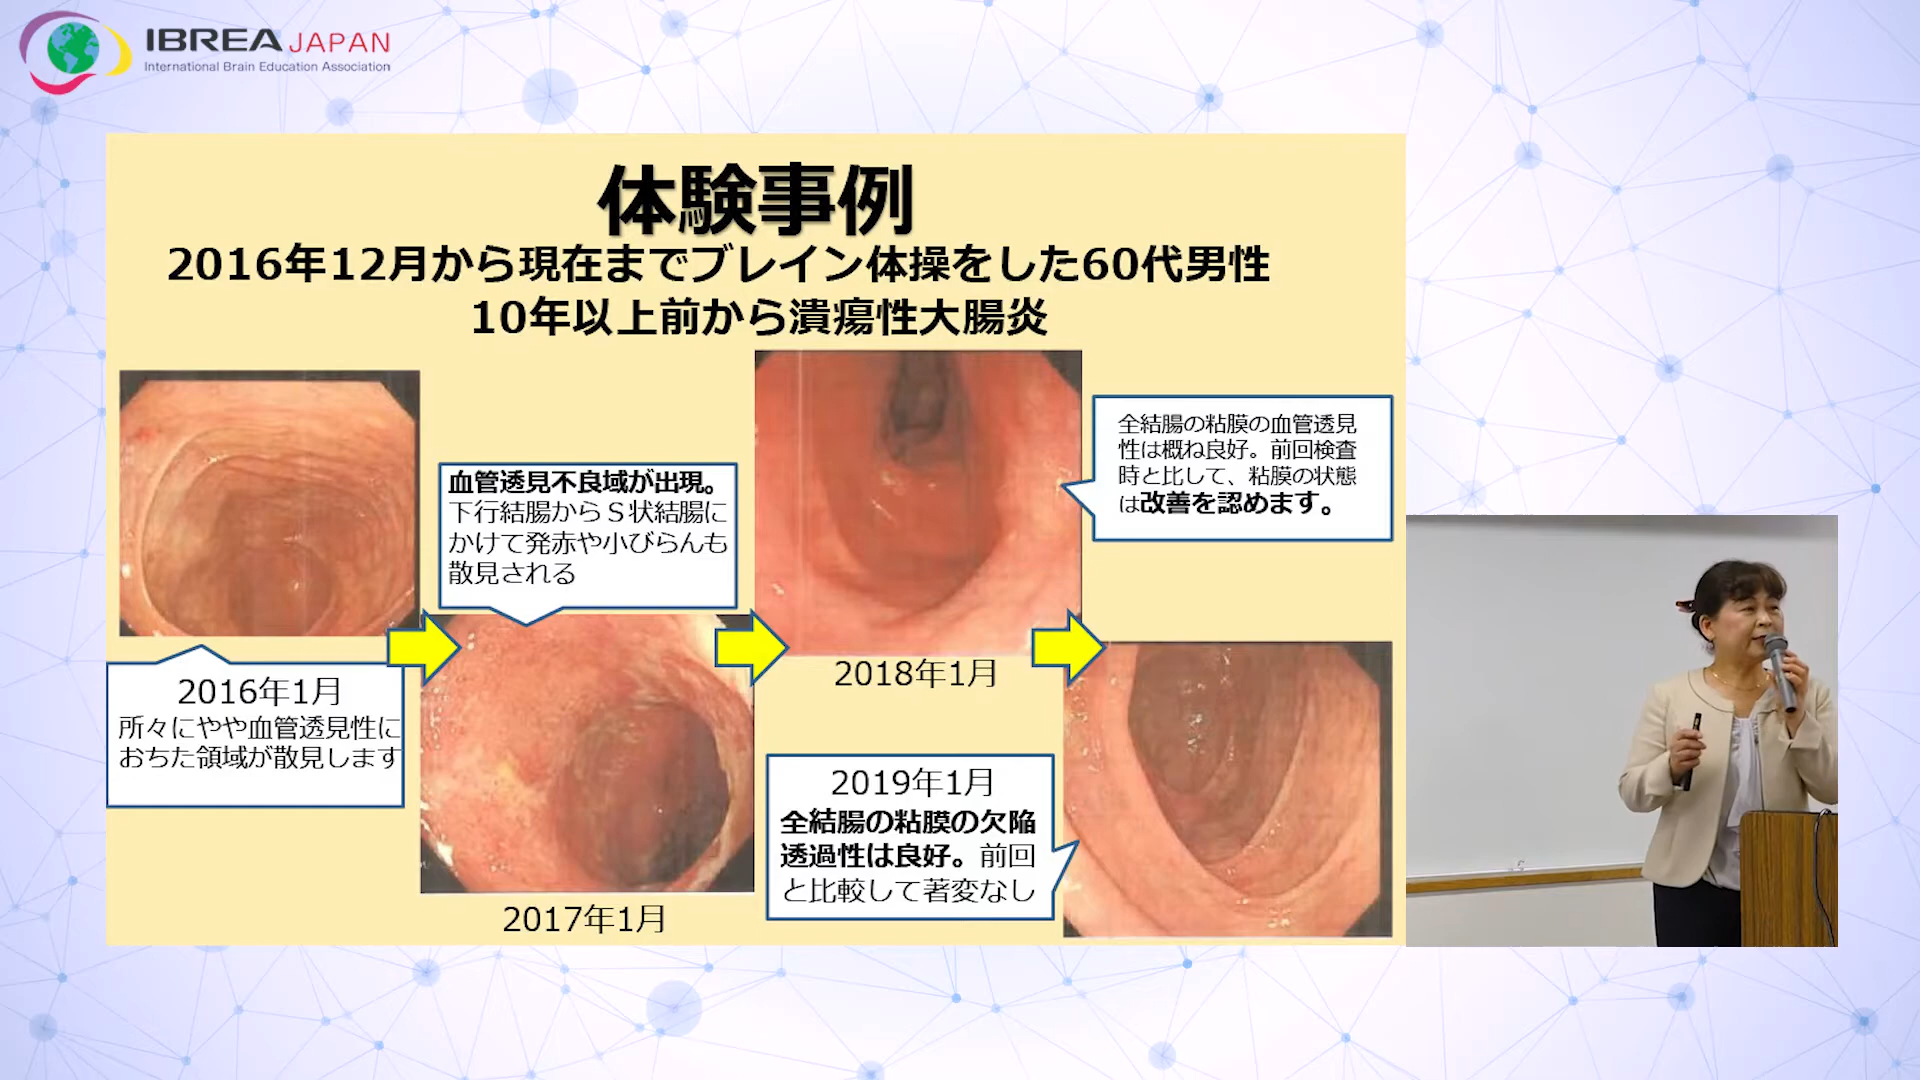 IBREA JAPAN
International Brain Education Association
体験事例
2016年12月から現在までブレイン体操をした60代男性
10年以上前から潰瘍性大腸炎
2016年1月
所々にやや血管透見性に
おちた領域が散見します
血管透見不良域が出現。
下行結腸からS状結腸に
かけて発赤や小びらんも
散見される
2017年1月
2018年1月
全結腸の粘膜の血管透見
性は概ね良好。前回検査
時と比して、粘膜の状態
は改善を認めます。
2019年1月
全結腸の粘膜の欠陥
透過性は良好。前回
と比較して著変なし